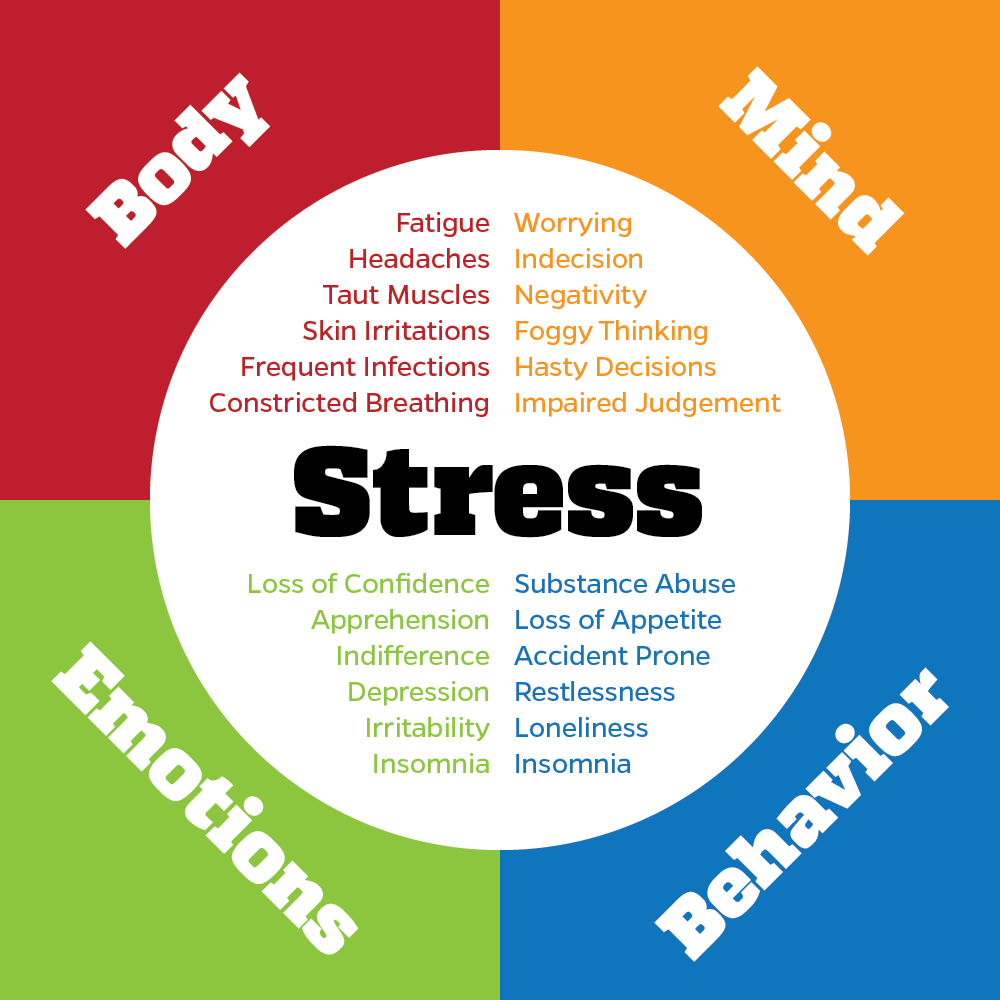 Body
Mind
Fatigue
Headaches
Taut Muscles
Skin Irritations
Frequent Infections
Constricted Breathing
Worrying
Indecision
Negativity
Foggy Thinking
Hasty Decisions
Impaired Judgement
Stress
Loss of Confidence
Apprehension
Indifference
Depression
Irritability
Insomnia
Substance Abuse
Loss of Appetite
Accident Prone
Restlessness
Loneliness
Insomnia
Emotions
Behavior